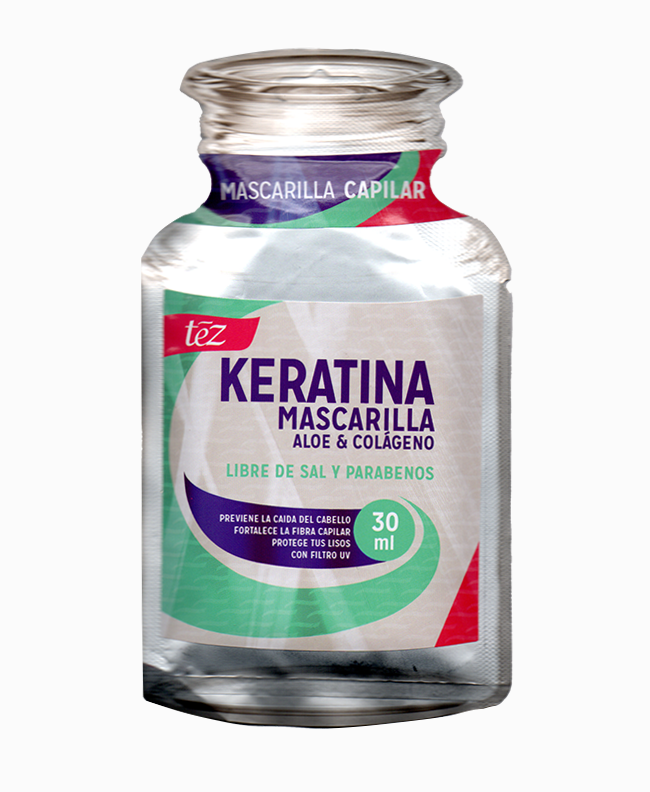 MASCARILLA CAPILAR
tēz
KERATINA
MASCARILLA
ALOE & COLÁGENO
LIBRE DE SAL Y PARABENOS
PREVIENE LA CAIDA DEL CABELLO
FORTALECE LA FIBRA CAPILAR
PROTEGE TUS LISOS
CON FILTRO UV
30
ml